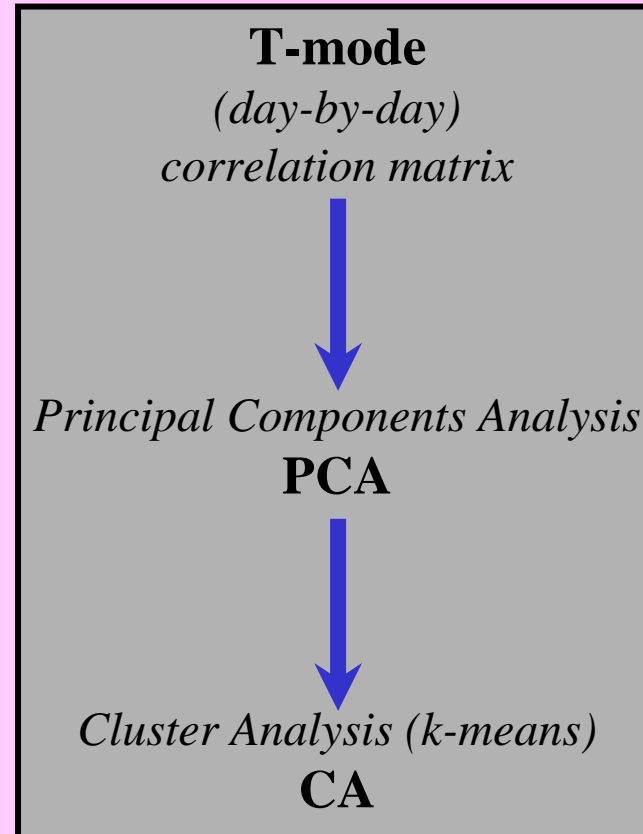 T-mode
(day-by-day)
correlation matrix
Principal Components Analysis
PCA
Cluster Analysis (k-means)
CA